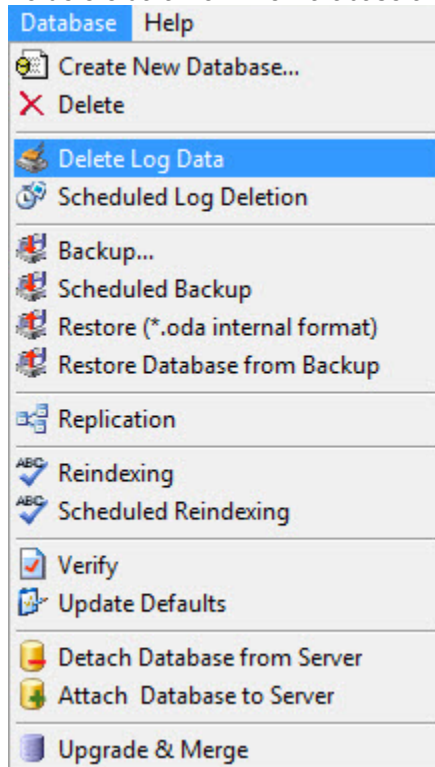 Database Help
Create New Database...
Delete
Delete Log Data
Scheduled Log Deletion
Backup...
Scheduled Backup
Restore (*.oda internal format)
Restore Database from Backup
Replication
ABC
Reindexing
ABC
Scheduled Reindexing
Verify
Update Defaults
Detach Database from Server
Attach  Database to Server
Upgrade & Merge